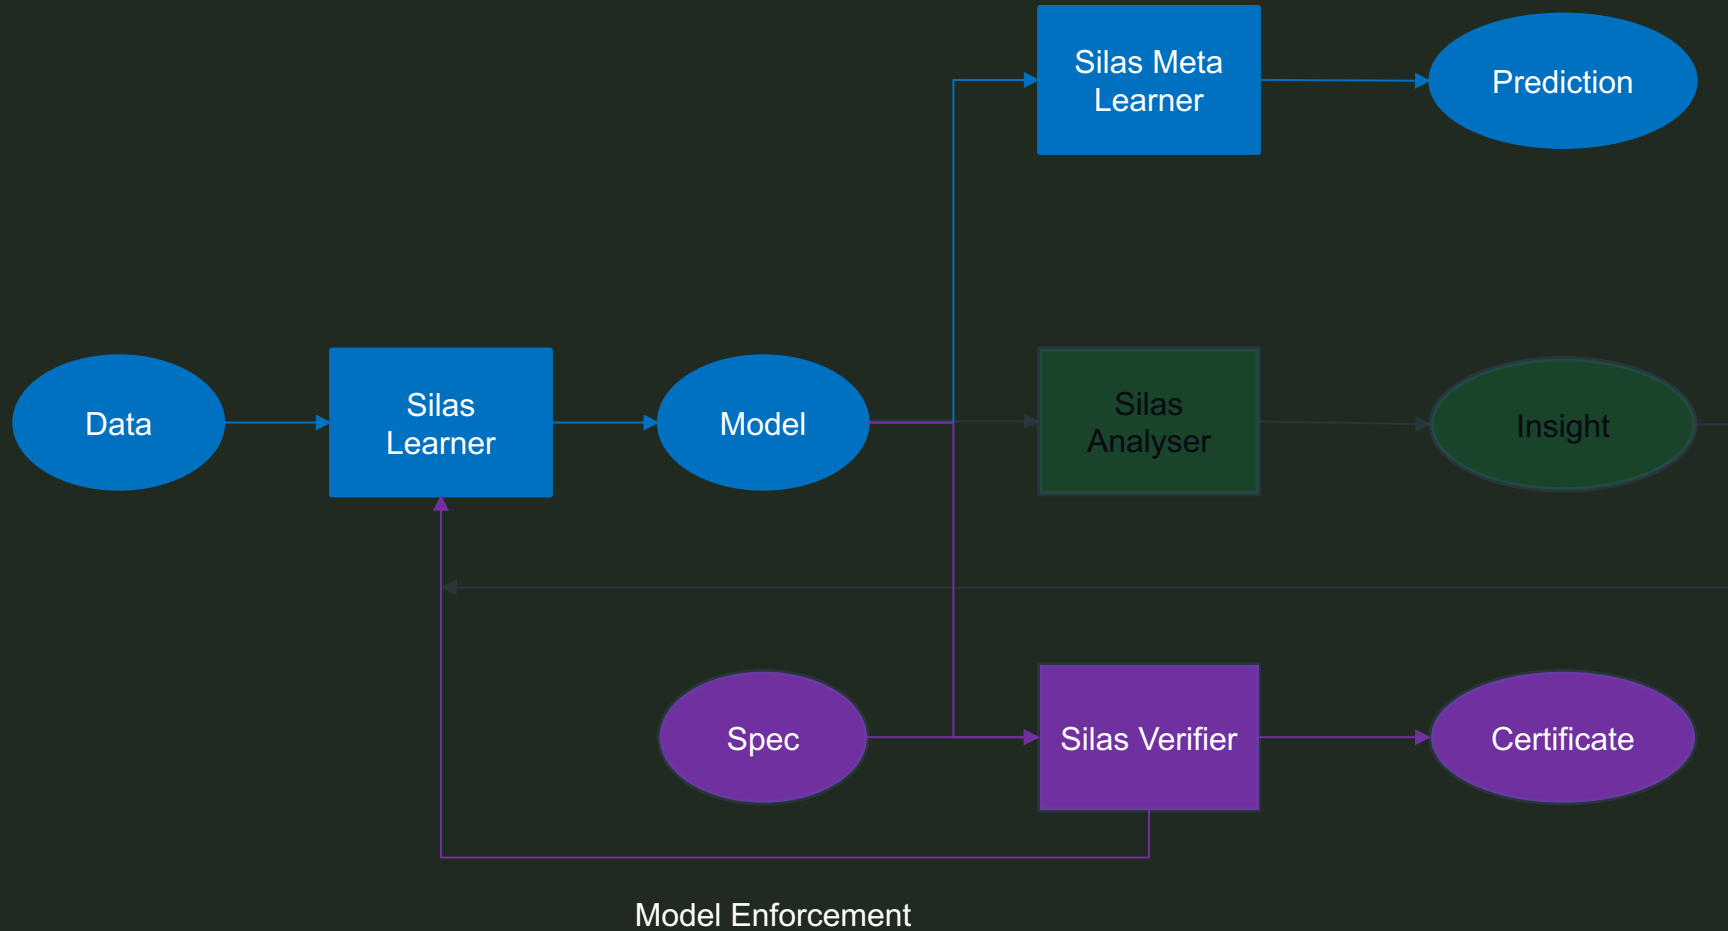 Silas Meta
Learner
Prediction
Data
Silas
Learner
Model
Silas
Analyser
Insight
Spec
Silas Verifier
Certificate
Model Enforcement